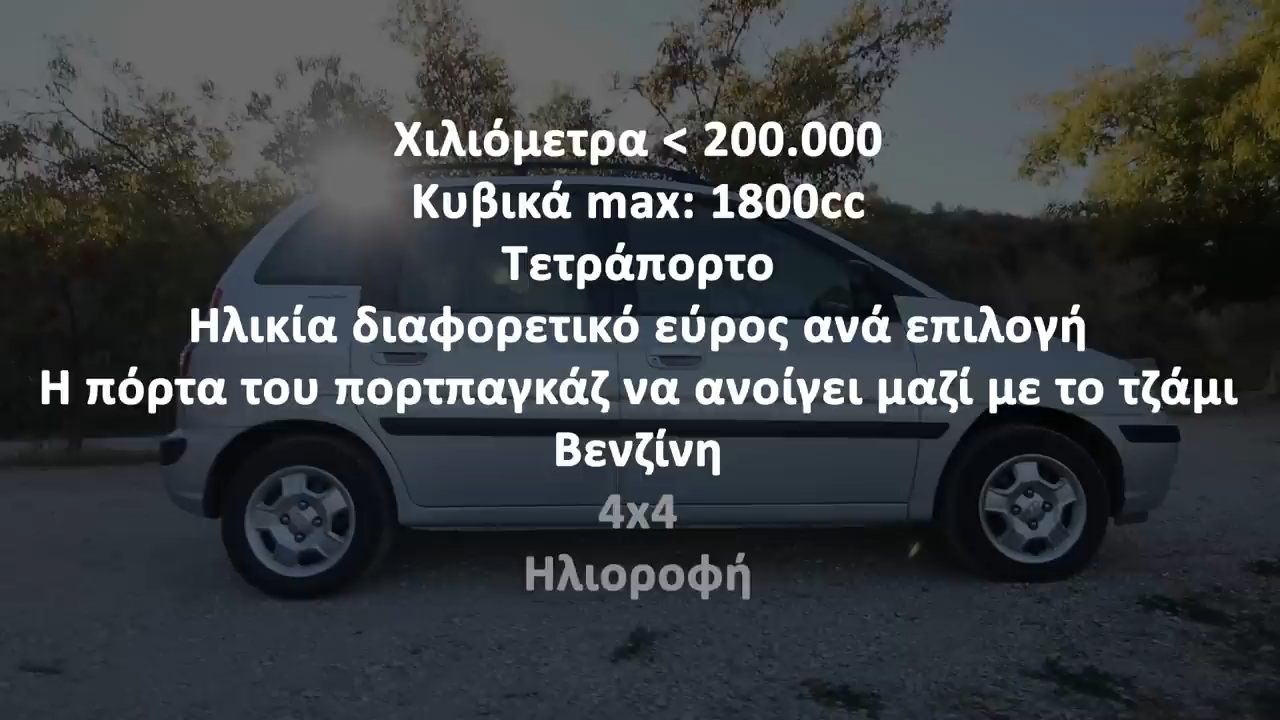 Χιλιόμετρα < 200.000
Κυβικά max: 1800cc
Τετράπορτο
Ηλικία διαφορετικό εύρος ανά επιλογή
Η πόρτα του πορτπαγκάζ να ανοίγει μαζί με το τζάμι
Βενζίνη
4x4
Ηλιοροφή